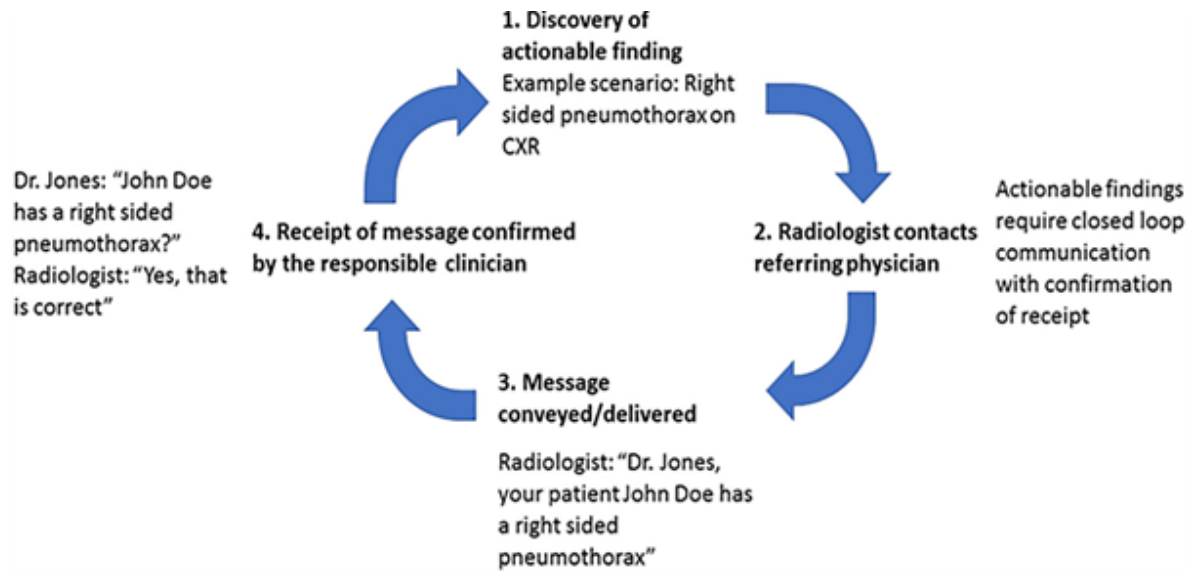 1. Discovery of
actionable finding
Example scenario: Right
sided pneumothorax on
CXR
Actionable findings
require closed loop
communication
with confirmation
of receipt
2. Radiologist contacts
referring physician
3. Message
conveyed/delivered
Radiologist: “Dr. Jones,
your patient John Doe has
a right sided
pneumothorax”
4. Receipt of message confirmed
by the responsible clinician
Dr. Jones: “John Doe
has a right sided
pneumothorax?”
Radiologist: “Yes, that
is correct”